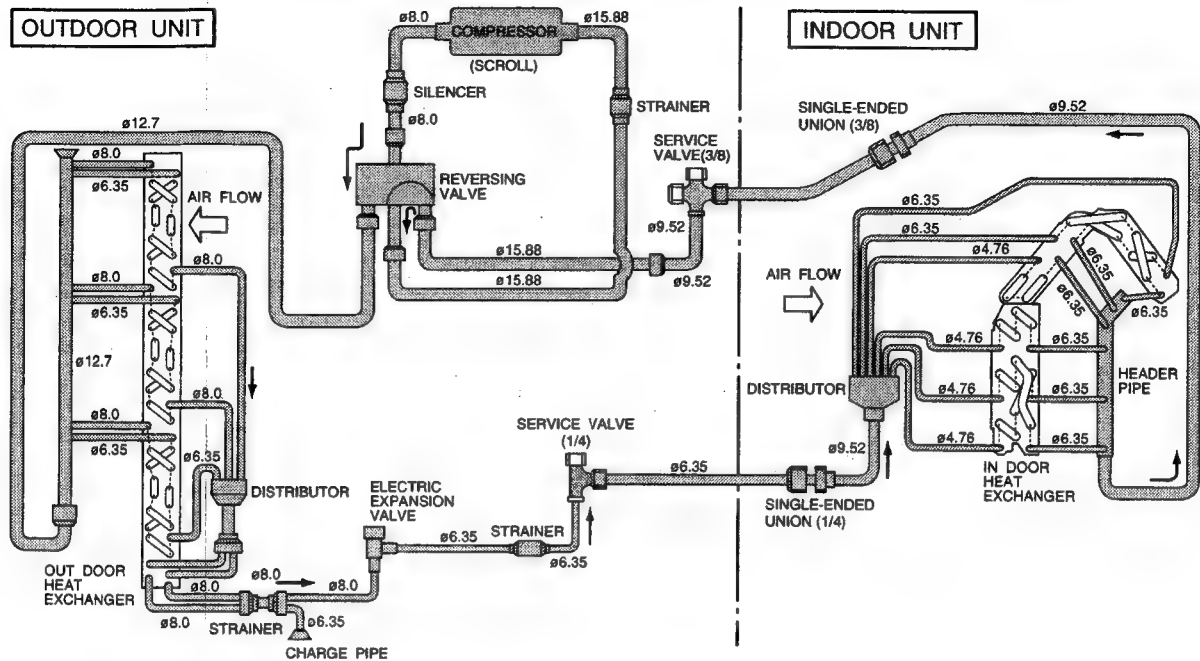 OUTDOOR UNIT
ø8.0
COMPRESSOR
(SCROLL)
ø15.88
INDOOR UNIT
SILENCER
ø8.0
STRAINER
SINGLE-ENDED
UNION (3/8)
ø9.52
ø12.7
SERVICE
VALVE(3/8)
ø8.0
ø6.35
AIR FLOW
REVERSING
VALVE
ø9.52
ø15.88
ø15.88
ø9.52
ø6.35
ø6.35
ø4.76
AIR FLOW
ø6.35
ø6.35
ø6.35
ø8.0
ø8.0
ø6.35
ø12.7
ø8.0
ø8.0
ø6.35
ø6.35
DISTRIBUTOR
ø4.76
ø6.35
DISTRIBUTOR
ø4.76
ø6.35
HEADER
PIPE
ø4.76
ø6.35
ø9.52
IN DOOR
HEAT
EXCHANGER
SERVICE VALVE
(1/4)
ø6.35
SINGLE-ENDED
UNION (1/4)
ELECTRIC
EXPANSION
VALVE
ø6.35
STRAINER
ø6.35
OUT DOOR
HEAT
EXCHANGER
ø8.0
ø8.0
ø8.0
ø8.0
STRAINER
ø6.35
CHARGE PIPE